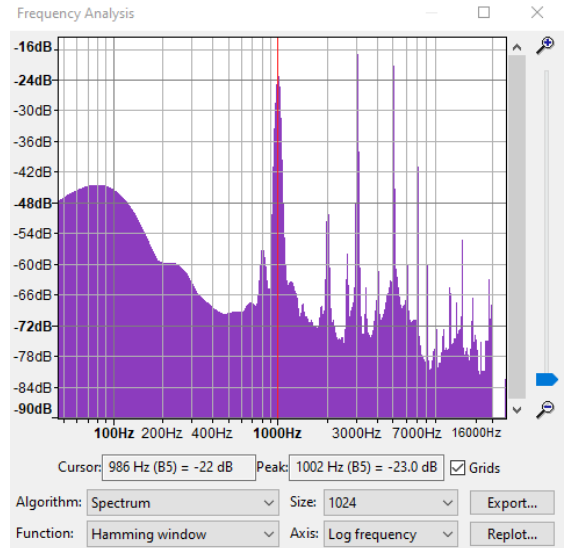 Frequency Analysis
-16dB
-24dB
-30dB
-36dB
-42dB
-48dB
-54dB
-60dB
-66dB
-72dB
-78dB
-84dB
-90dB
100Hz 200Hz 400Hz 1000Hz 3000Hz 7000Hz 16000Hz
Cursor: 986 Hz (B5) = -22 dB Peak: 1002 Hz (B5) = -23.0 dB Grids
Algorithm: Spectrum Size: 1024 Export...
Function: Hamming window Axis: Log frequency Replot...